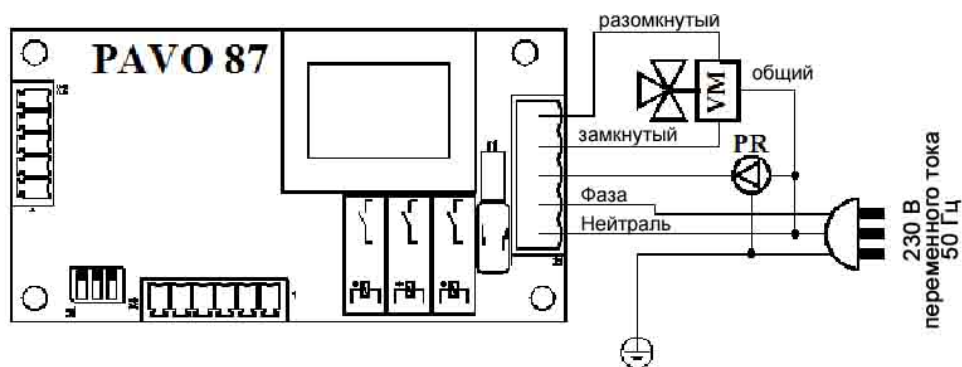 разомкнутый
PAVO 87
общий
VM
замкнутый
PR
Фаза
Нейтраль
230 В
переменного тока
50 Гц